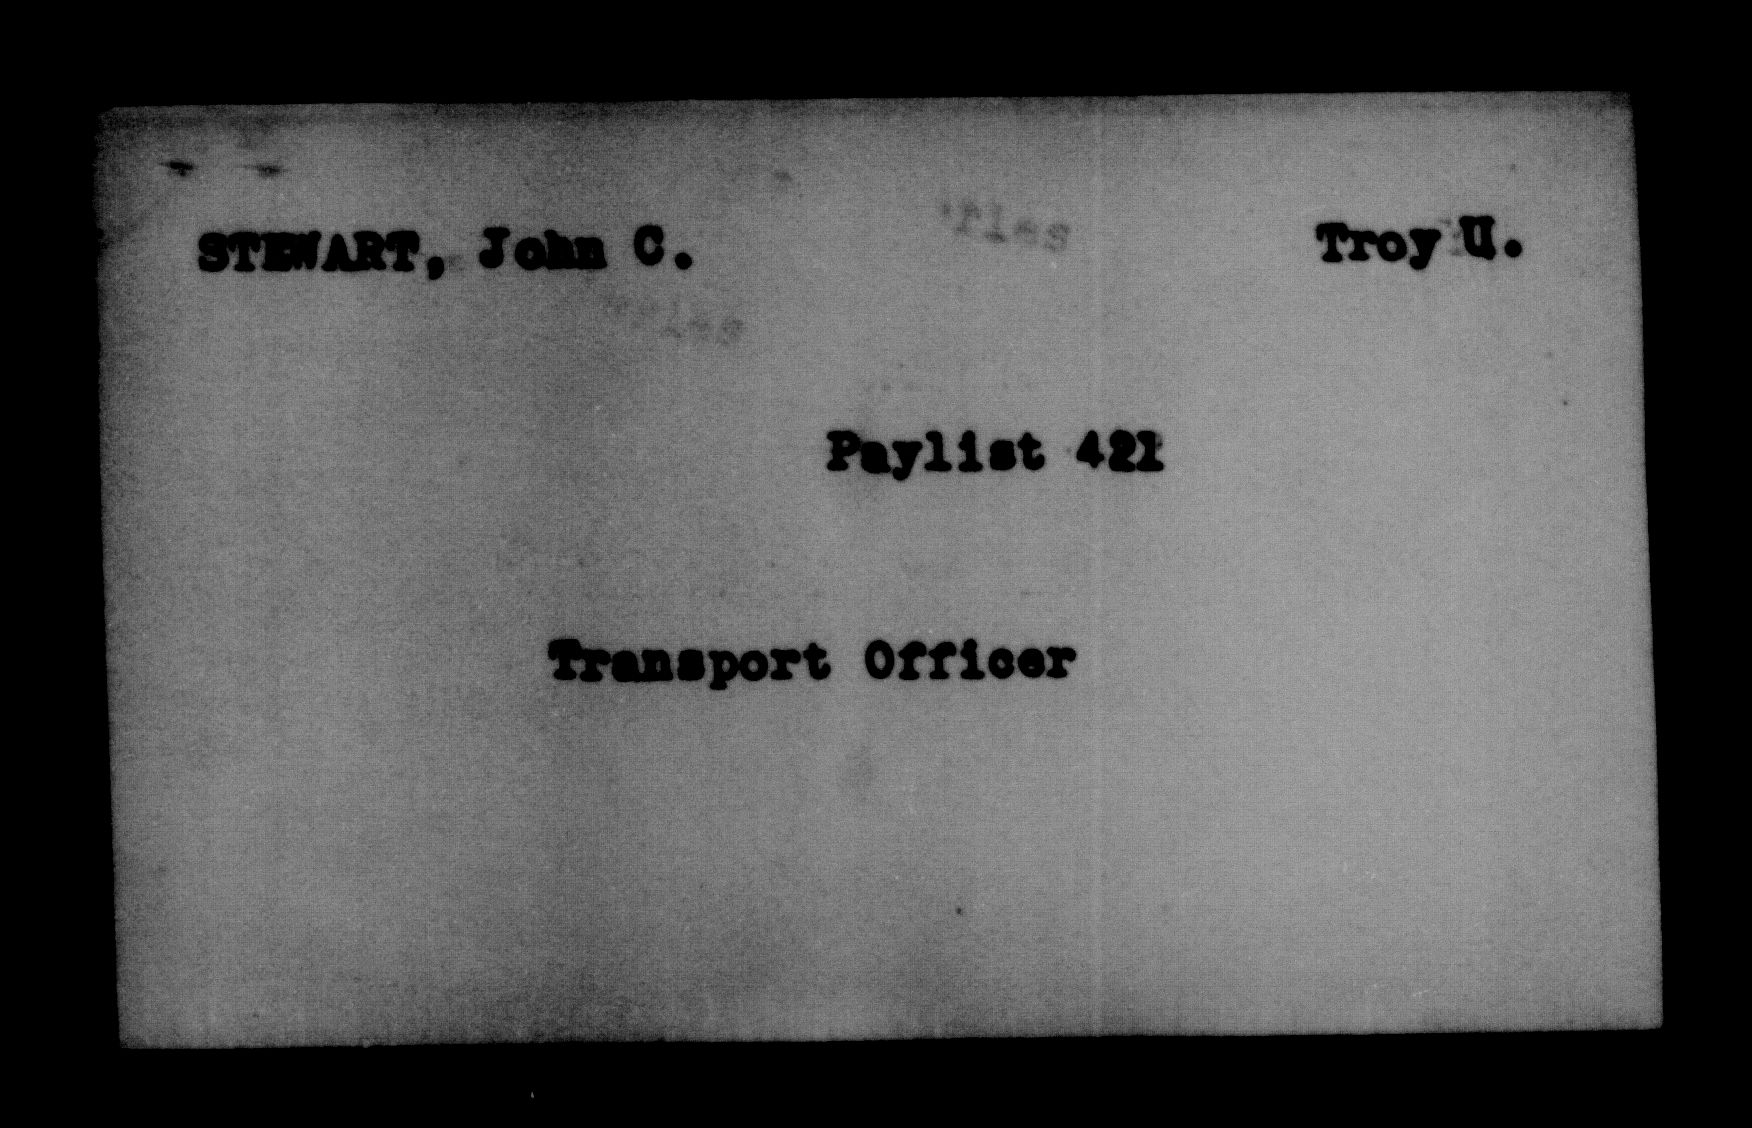 STEWART, John C. Troy U.
Paylist 421
Transport Officer